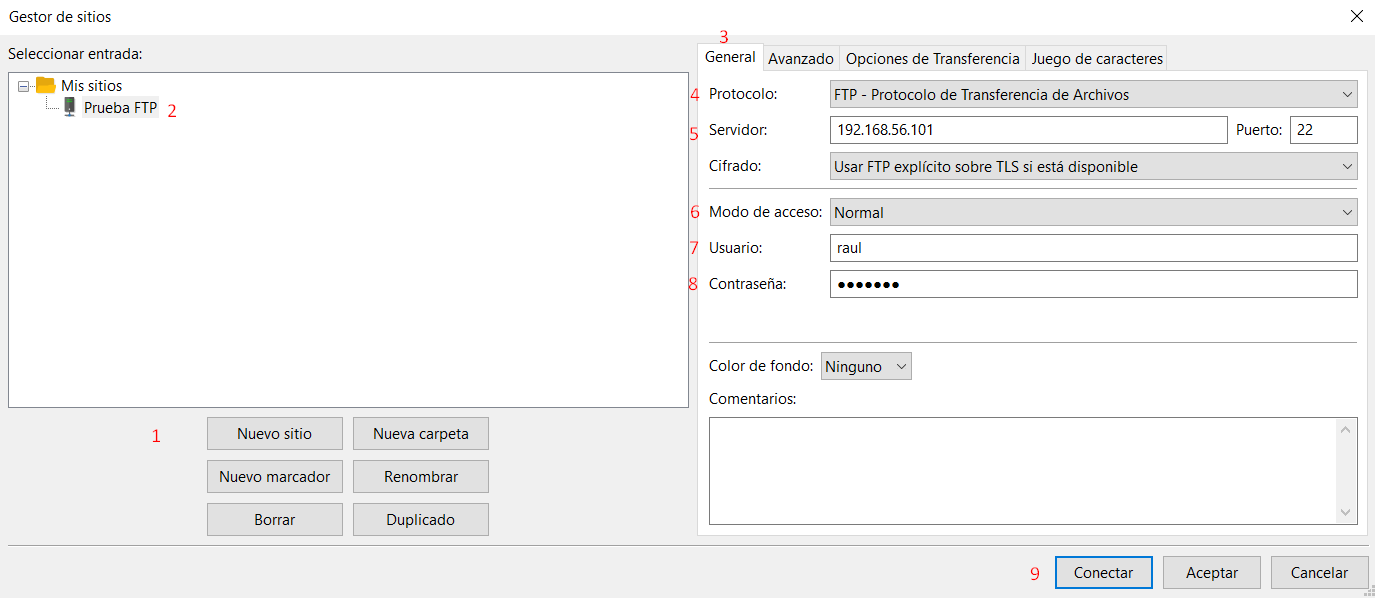 Gestor de sitios
Seleccionar entrada:
Mis sitios
Prueba FTP 2
1 Nuevo sitio Nueva carpeta
Nuevo marcador Renombrar
Borrar Duplicado
3
General Avanzado Opciones de Transferencia Juego de caracteres
4 Protocolo: FTP - Protocolo de Transferencia de Archivos
5 Servidor: 192.168.56.101 Puerto: 22
Cifrado: Usar FTP explícito sobre TLS si está disponible
6 Modo de acceso: Normal
7 Usuario: raul
8 Contraseña: ●●●●●●●
Color de fondo: Ninguno
Comentarios:
9 Conectar Aceptar Cancelar